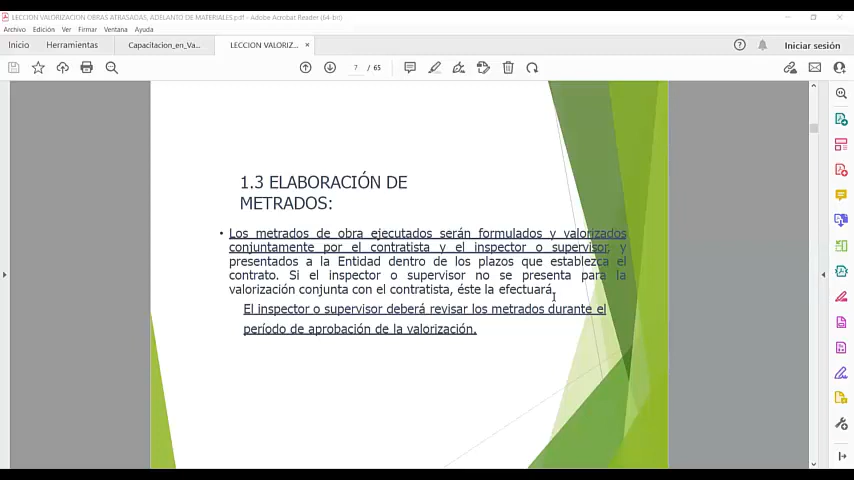 LECCION VALORIZACION OBRAS ATRASADAS, ADELANTO DE MATERIALES.pdf - Adobe Acrobat Reader (64-bit)
Archivo Edición Ver Firmar Ventana Ayuda
Inicio Herramientas Capacitacion_en_Va... LECCION VALORIZ... × Iniciar sesión
7 / 65
1.3 ELABORACIÓN DE
METRADOS:
• Los metrados de obra ejecutados serán formulados y valorizados
conjuntamente por el contratista y el inspector o supervisor, y
presentados a la Entidad dentro de los plazos que establezca el
contrato. Si el inspector o supervisor no se presenta para la
valorización conjunta con el contratista, éste la efectuará.
El inspector o supervisor deberá revisar los metrados durante el
período de aprobación de la valorización.